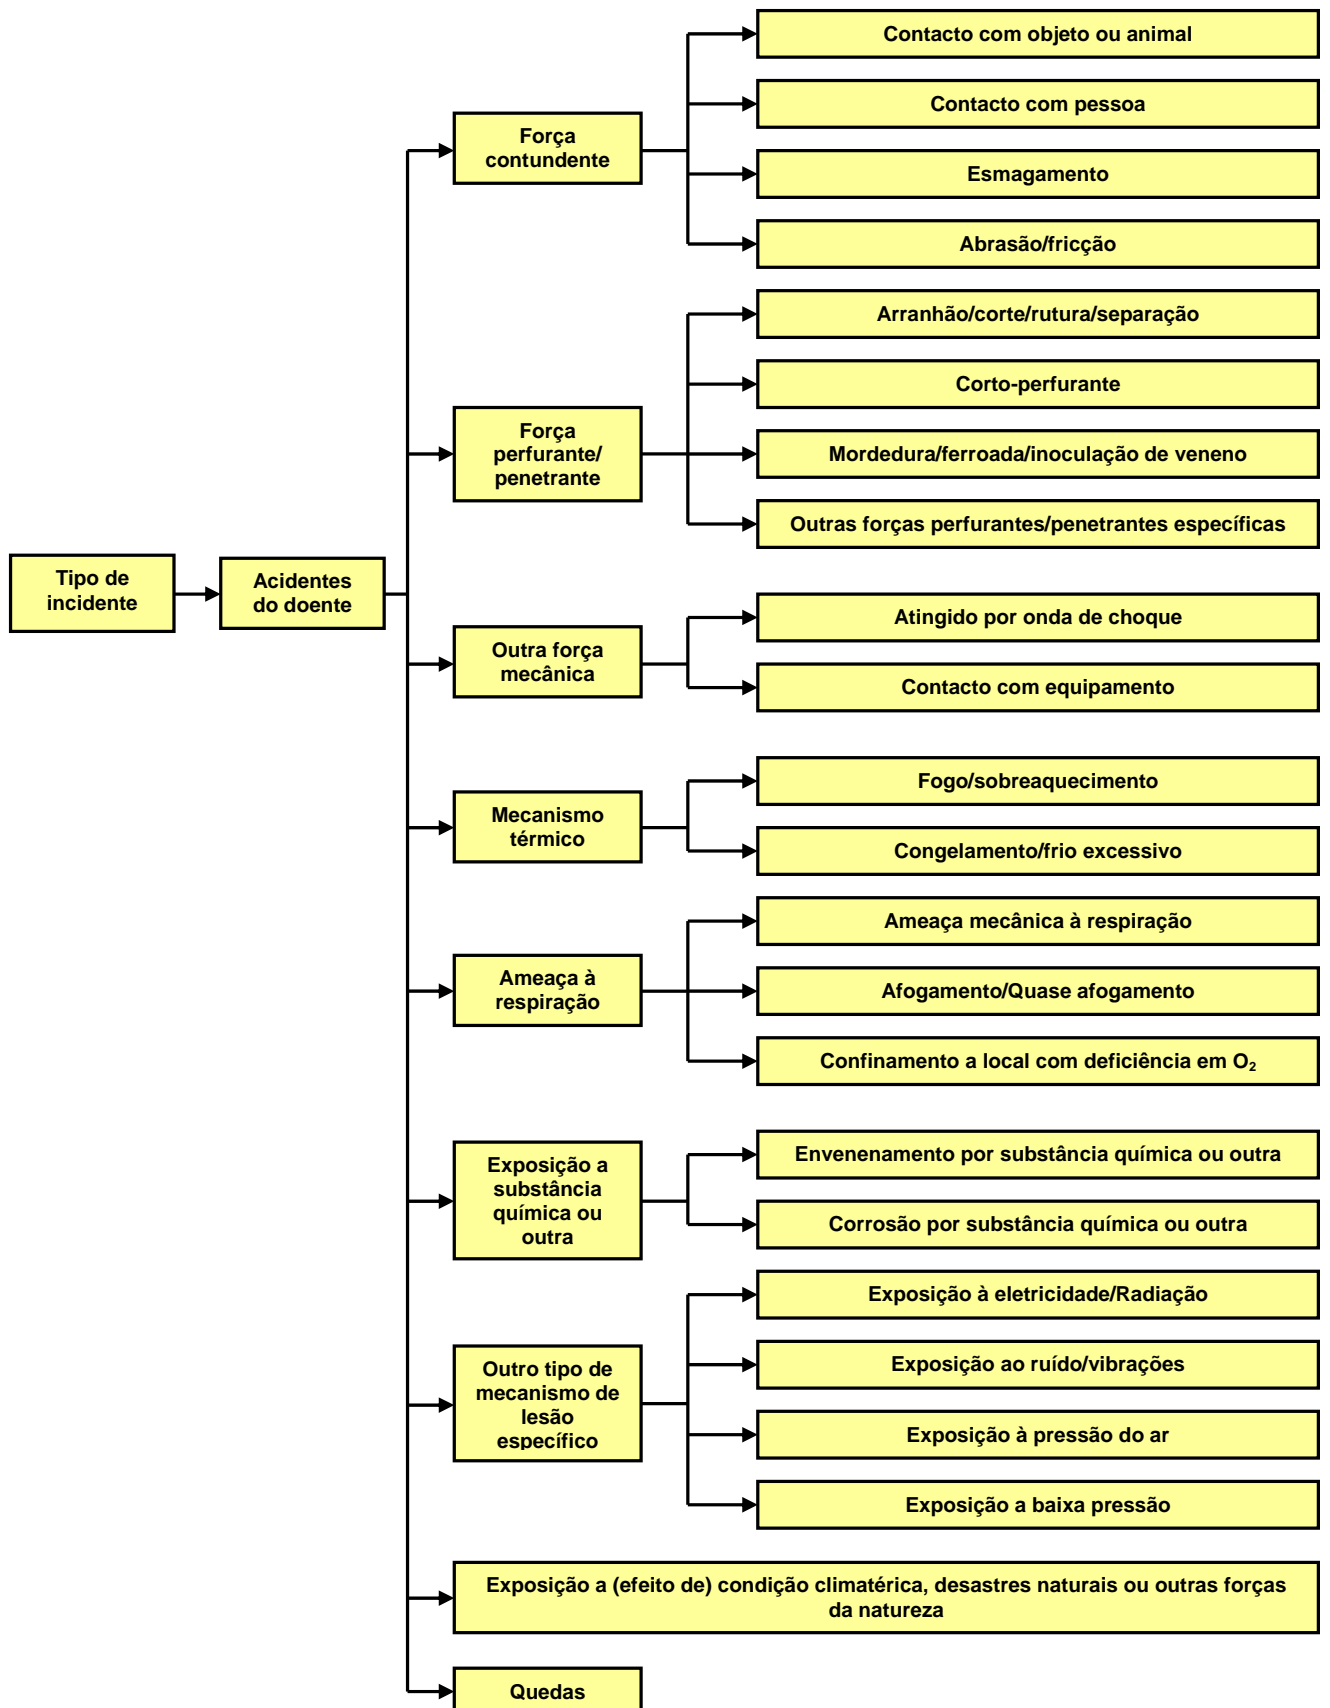 Tipo de
incidente
Acidentes
do doente
Força
contundente
Contacto com objeto ou animal
Contacto com pessoa
Esmagamento
Abrasão/fricção
Força
perfurante/
penetrante
Arranhão/corte/rutura/separação
Corto-perfurante
Mordedura/ferroada/inoculação de veneno
Outras forças perfurantes/penetrantes específicas
Outra força
mecânica
Atingido por onda de choque
Contacto com equipamento
Mecanismo
térmico
Fogo/sobreaquecimento
Congelamento/frio excessivo
Ameaça à
respiração
Ameaça mecânica à respiração
Afogamento/Quase afogamento
Confinamento a local com deficiência em O₂
Exposição a
substância
química ou
outra
Envenenamento por substância química ou outra
Corrosão por substância química ou outra
Outro tipo de
mecanismo de
lesão
específico
Exposição à eletricidade/Radiação
Exposição ao ruído/vibrações
Exposição à pressão do ar
Exposição a baixa pressão
Exposição a (efeito de) condição climatérica, desastres naturais ou outras forças
da natureza
Quedas